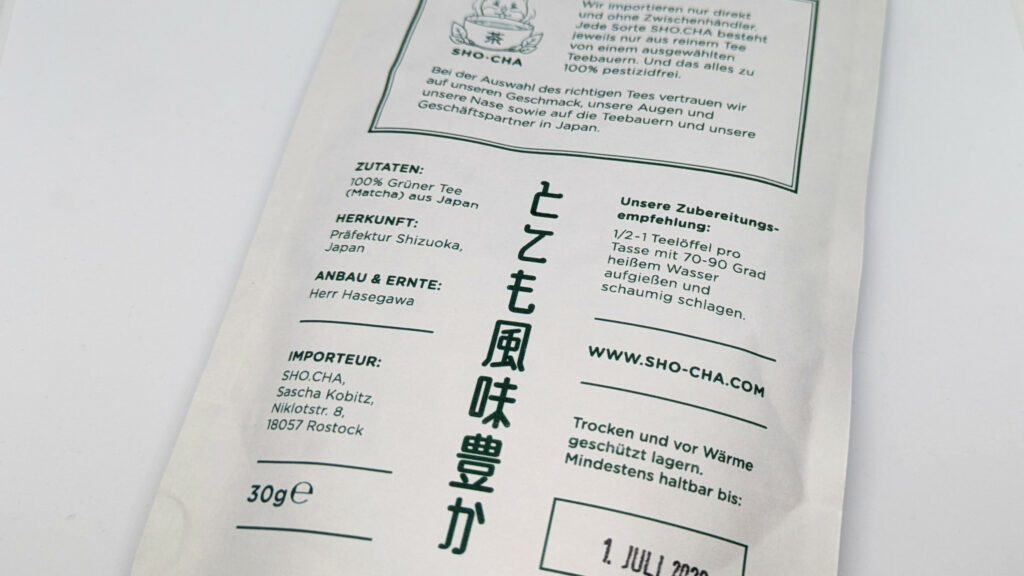 茶
SHO-CHA
Wir importieren nur direkt
und ohne Zwischenhändler.
Jede Sorte SHO.CHA besteht
jeweils nur aus reinem Tee
von einem ausgewählten
Teebauern. Und das alles zu
100% pestizidfrei.
Bei der Auswahl des richtigen Tees vertrauen wir
auf unseren Geschmack, unsere Augen und
unsere Nase sowie auf die Teebauern und unsere
Geschäftspartner in Japan.
ZUTATEN:
100% Grüner Tee
(Matcha) aus Japan
HERKUNFT:
Präfektur Shizuoka,
Japan
ANBAU & ERNTE:
Herr Hasegawa
IMPORTEUR:
SHO.CHA,
Sascha Kobitz,
Niklotstr. 8,
18057 Rostock
30g℮
とても風味豊か
Unsere Zubereitungs-
empfehlung:
1/2-1 Teelöffel pro
Tasse mit 70-90 Grad
heißem Wasser
aufgießen und
schaumig schlagen.
WWW.SHO-CHA.COM
Trocken und vor Wärme
geschützt lagern.
Mindestens haltbar bis:
1. JULI